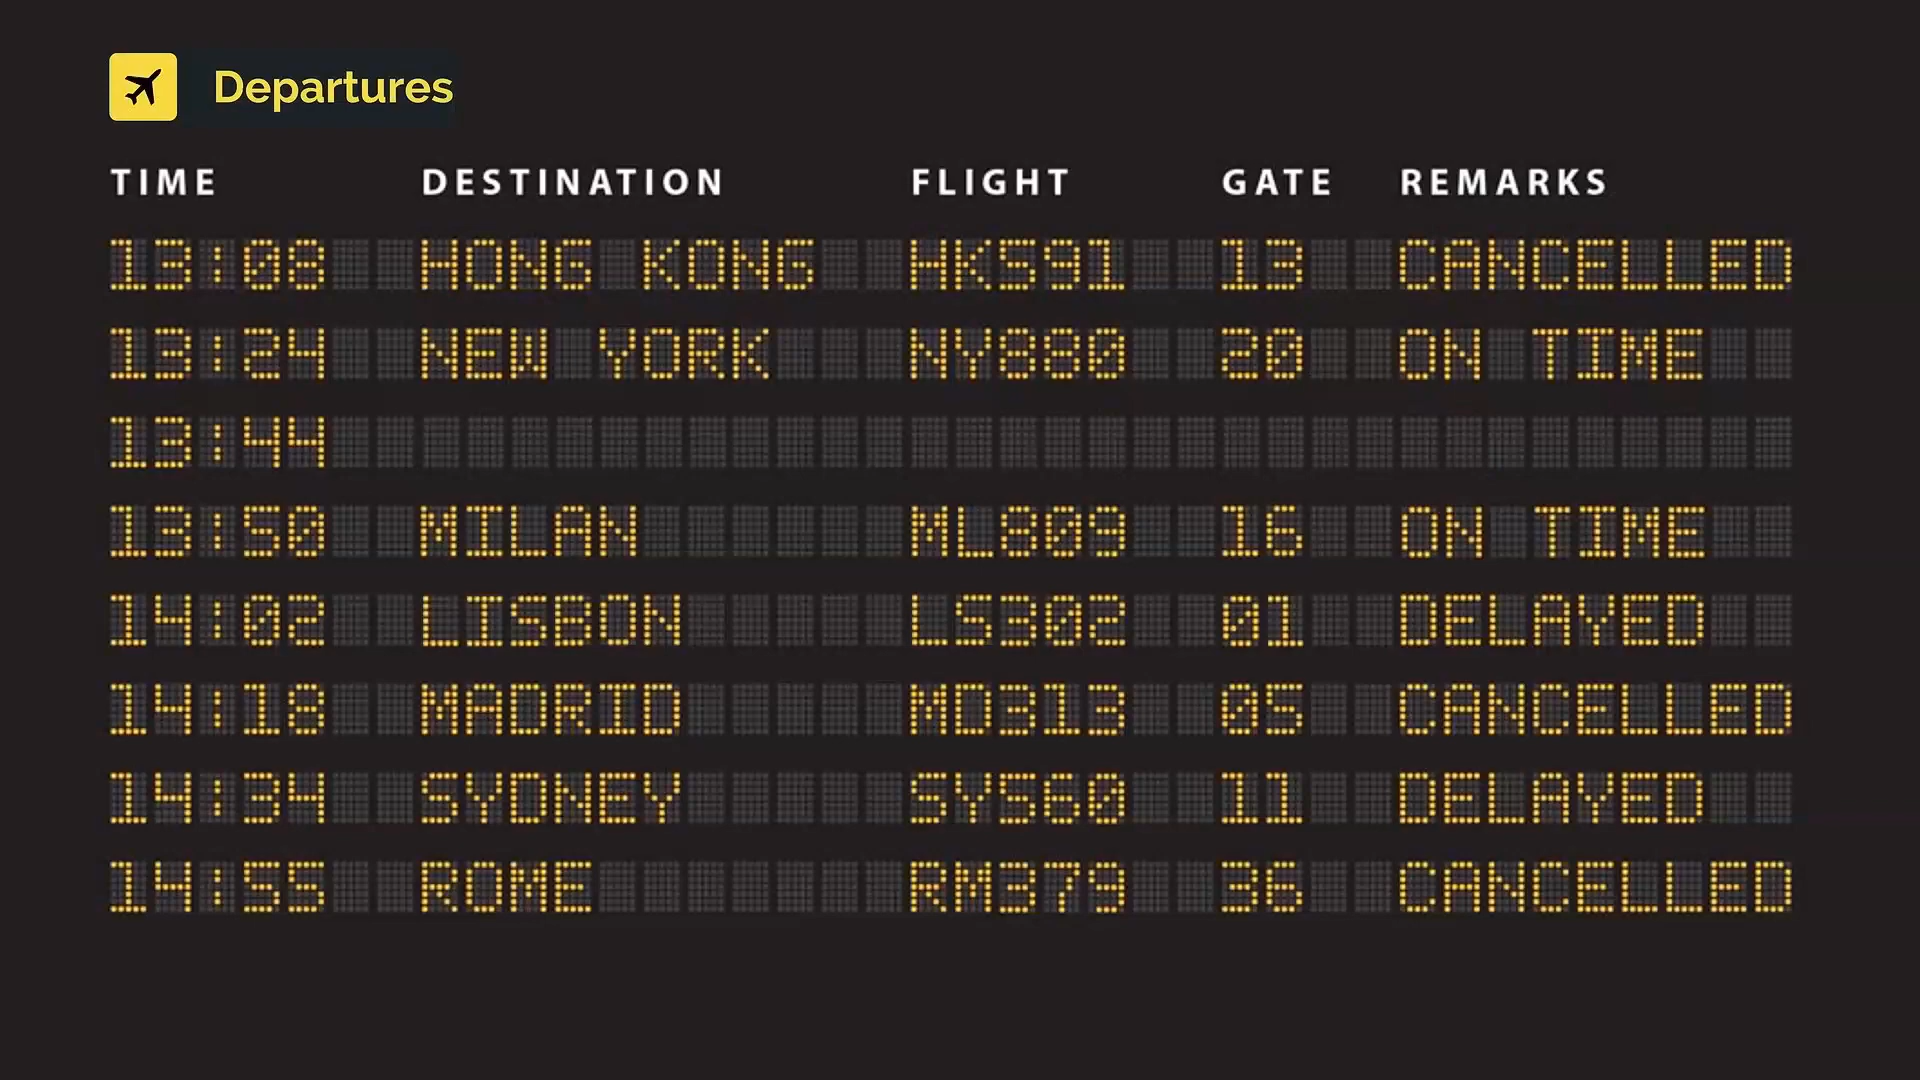 Departures
TIME DESTINATION FLIGHT GATE REMARKS
13:08 HONG KONG HK591 13 CANCELLED
13:24 NEW YORK NY880 20 ON TIME
13:44
13:50 MILAN ML809 16 ON TIME
14:02 LISBON LS302 01 DELAYED
14:18 MADRID MD313 05 CANCELLED
14:34 SYDNEY SY560 11 DELAYED
14:55 ROME RM379 36 CANCELLED